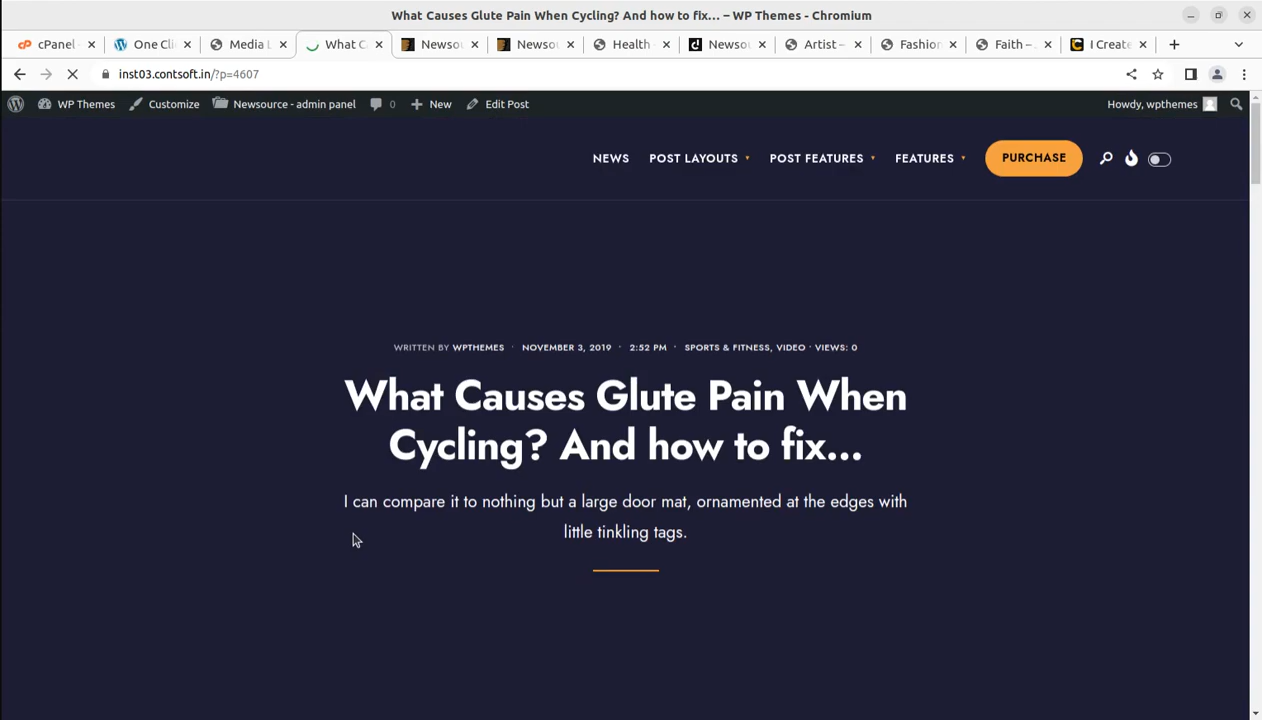 What Causes Glute Pain When Cycling? And how to fix… – WP Themes - Chromium
cPanel - One Cli Media L What C Newsou Newsou Health - Newsou Artist – Fashion Faith – I Create
inst03.contsoft.in/?p=4607
WP Themes Customize Newsource - admin panel 0 New Edit Post Howdy, wpthemes
NEWS POST LAYOUTS POST FEATURES FEATURES PURCHASE
WRITTEN BY WPTHEMES · NOVEMBER 3, 2019 · 2:52 PM · SPORTS & FITNESS, VIDEO · VIEWS: 0
What Causes Glute Pain When
Cycling? And how to fix…
I can compare it to nothing but a large door mat, ornamented at the edges with
little tinkling tags.